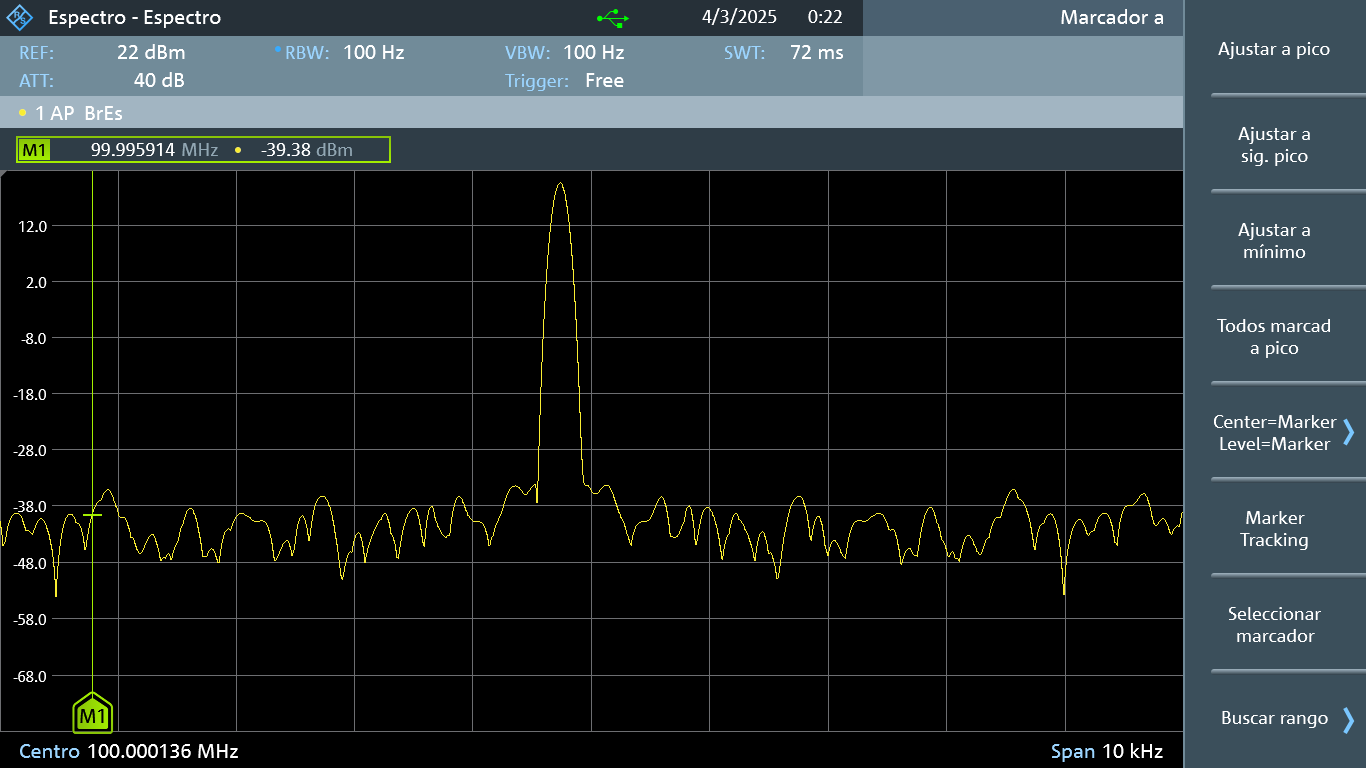 Espectro - Espectro 4/3/2025 0:22 Marcador a
REF: 22 dBm RBW: 100 Hz VBW: 100 Hz SWT: 72 ms
ATT: 40 dB Trigger: Free
1 AP BrEs
M1 99.995914 MHz • -39.38 dBm
12.0
2.0
-8.0
-18.0
-28.0
-38.0
-48.0
-58.0
-68.0
M1
Centro 100.000136 MHz Span 10 kHz
Ajustar a pico
Ajustar a
sig. pico
Ajustar a
mínimo
Todos marcad
a pico
Center=Marker
Level=Marker
Marker
Tracking
Seleccionar
marcador
Buscar rango